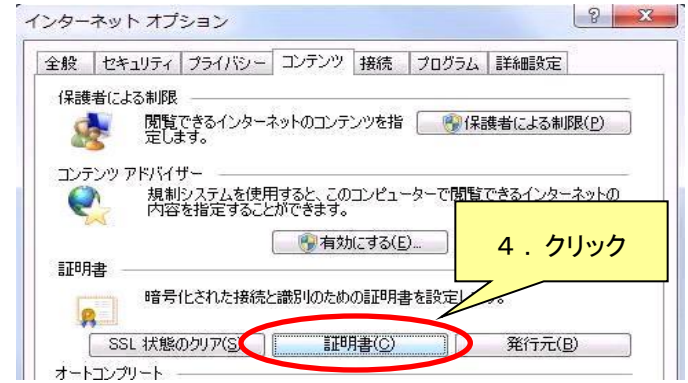 インターネット オプション
全般 セキュリティ プライバシー コンテンツ 接続 プログラム 詳細設定
保護者による制限
閲覧できるインターネットのコンテンツを指
定します。
保護者による制限(P)
コンテンツ アドバイザー
規制システムを使用すると、このコンピューターで閲覧できるインターネットの
内容を指定することができます。
有効にする(E)...
4．クリック
証明書
暗号化された接続と識別のための証明書を設定し
SSL 状態のクリア(S)
証明書(C)
発行元(B)
オートコンプリート